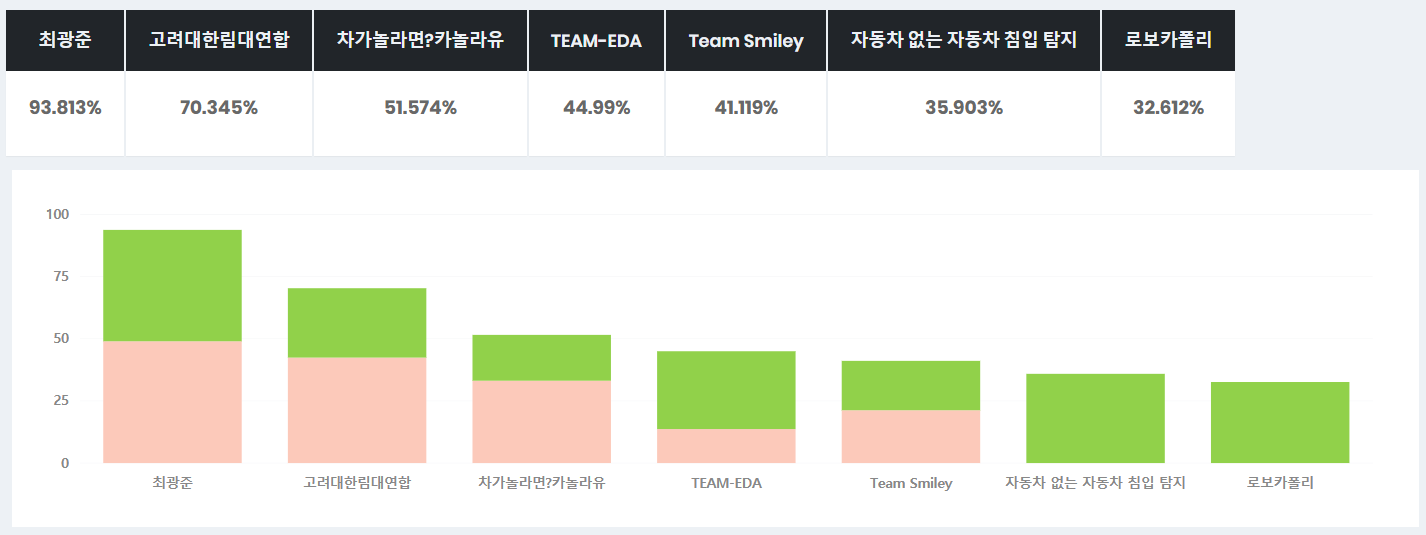 최광준 고려대한림대연합 차가놀라면?카놀라유 TEAM-EDA Team Smiley 자동차 없는 자동차 침입 탐지 로보카폴리
93.813% 70.345% 51.574% 44.99% 41.119% 35.903% 32.612%
100
75
50
25
0
최광준 고려대한림대연합 차가놀라면?카놀라유 TEAM-EDA Team Smiley 자동차 없는 자동차 침입 탐지 로보카폴리